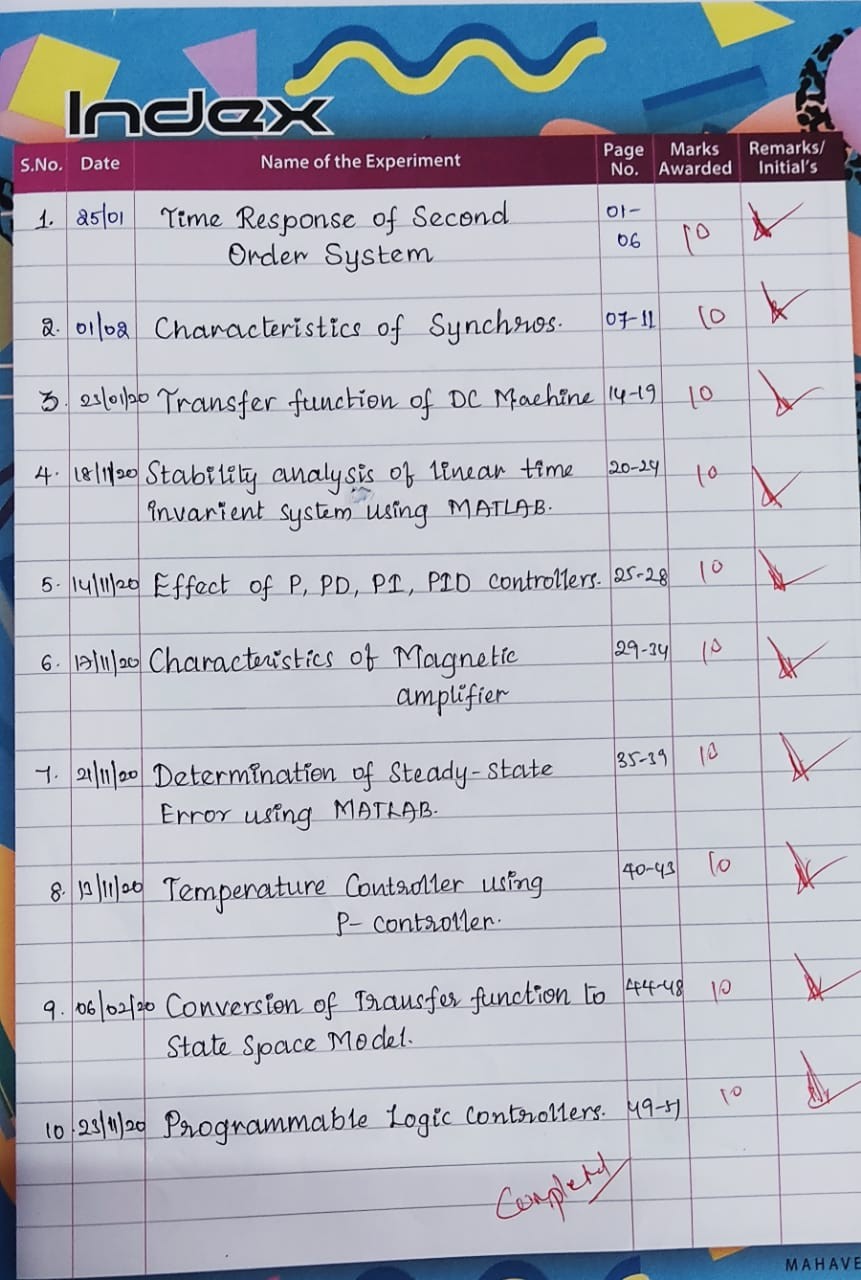 Index
S.No. Date Name of the Experiment Page No. Marks Awarded Remarks/ Initial's
1. 25/01 Time Response of Second 01-
Order System 06 10
2. 01/02 Characteristics of Synchros. 07-11 10
3. 23/01/20 Transfer function of DC Machine 14-19 10
4. 18/11/20 Stability analysis of linear time 20-24 10
invarient system using MATLAB.
5. 14/11/20 Effect of P, PD, PI, PID controllers. 25-28 10
6. 17/11/20 Characteristics of Magnetic 29-34 10
amplifier
7. 21/11/20 Determination of Steady-State 35-39 10
Error using MATLAB.
8. 12/11/20 Temperature Controller using 40-43 10
P- controller.
9. 06/02/20 Conversion of Transfer function to 44-48 10
State Space Model.
10. 23/11/20 Programmable Logic Controllers. 49-51 10
Completed
MAHAVE